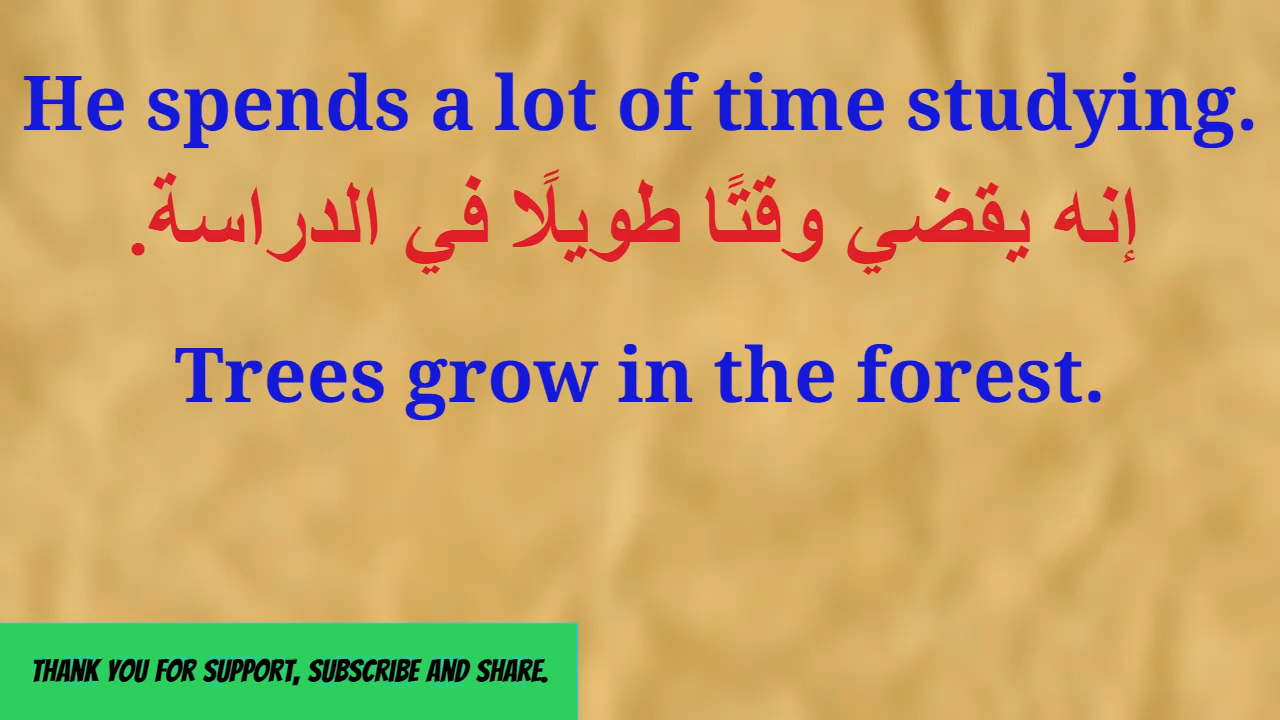 He spends a lot of time studying.
إنه يقضي وقتًا طويلًا في الدراسة.
Trees grow in the forest.
THANK YOU FOR SUPPORT, SUBSCRIBE AND SHARE.